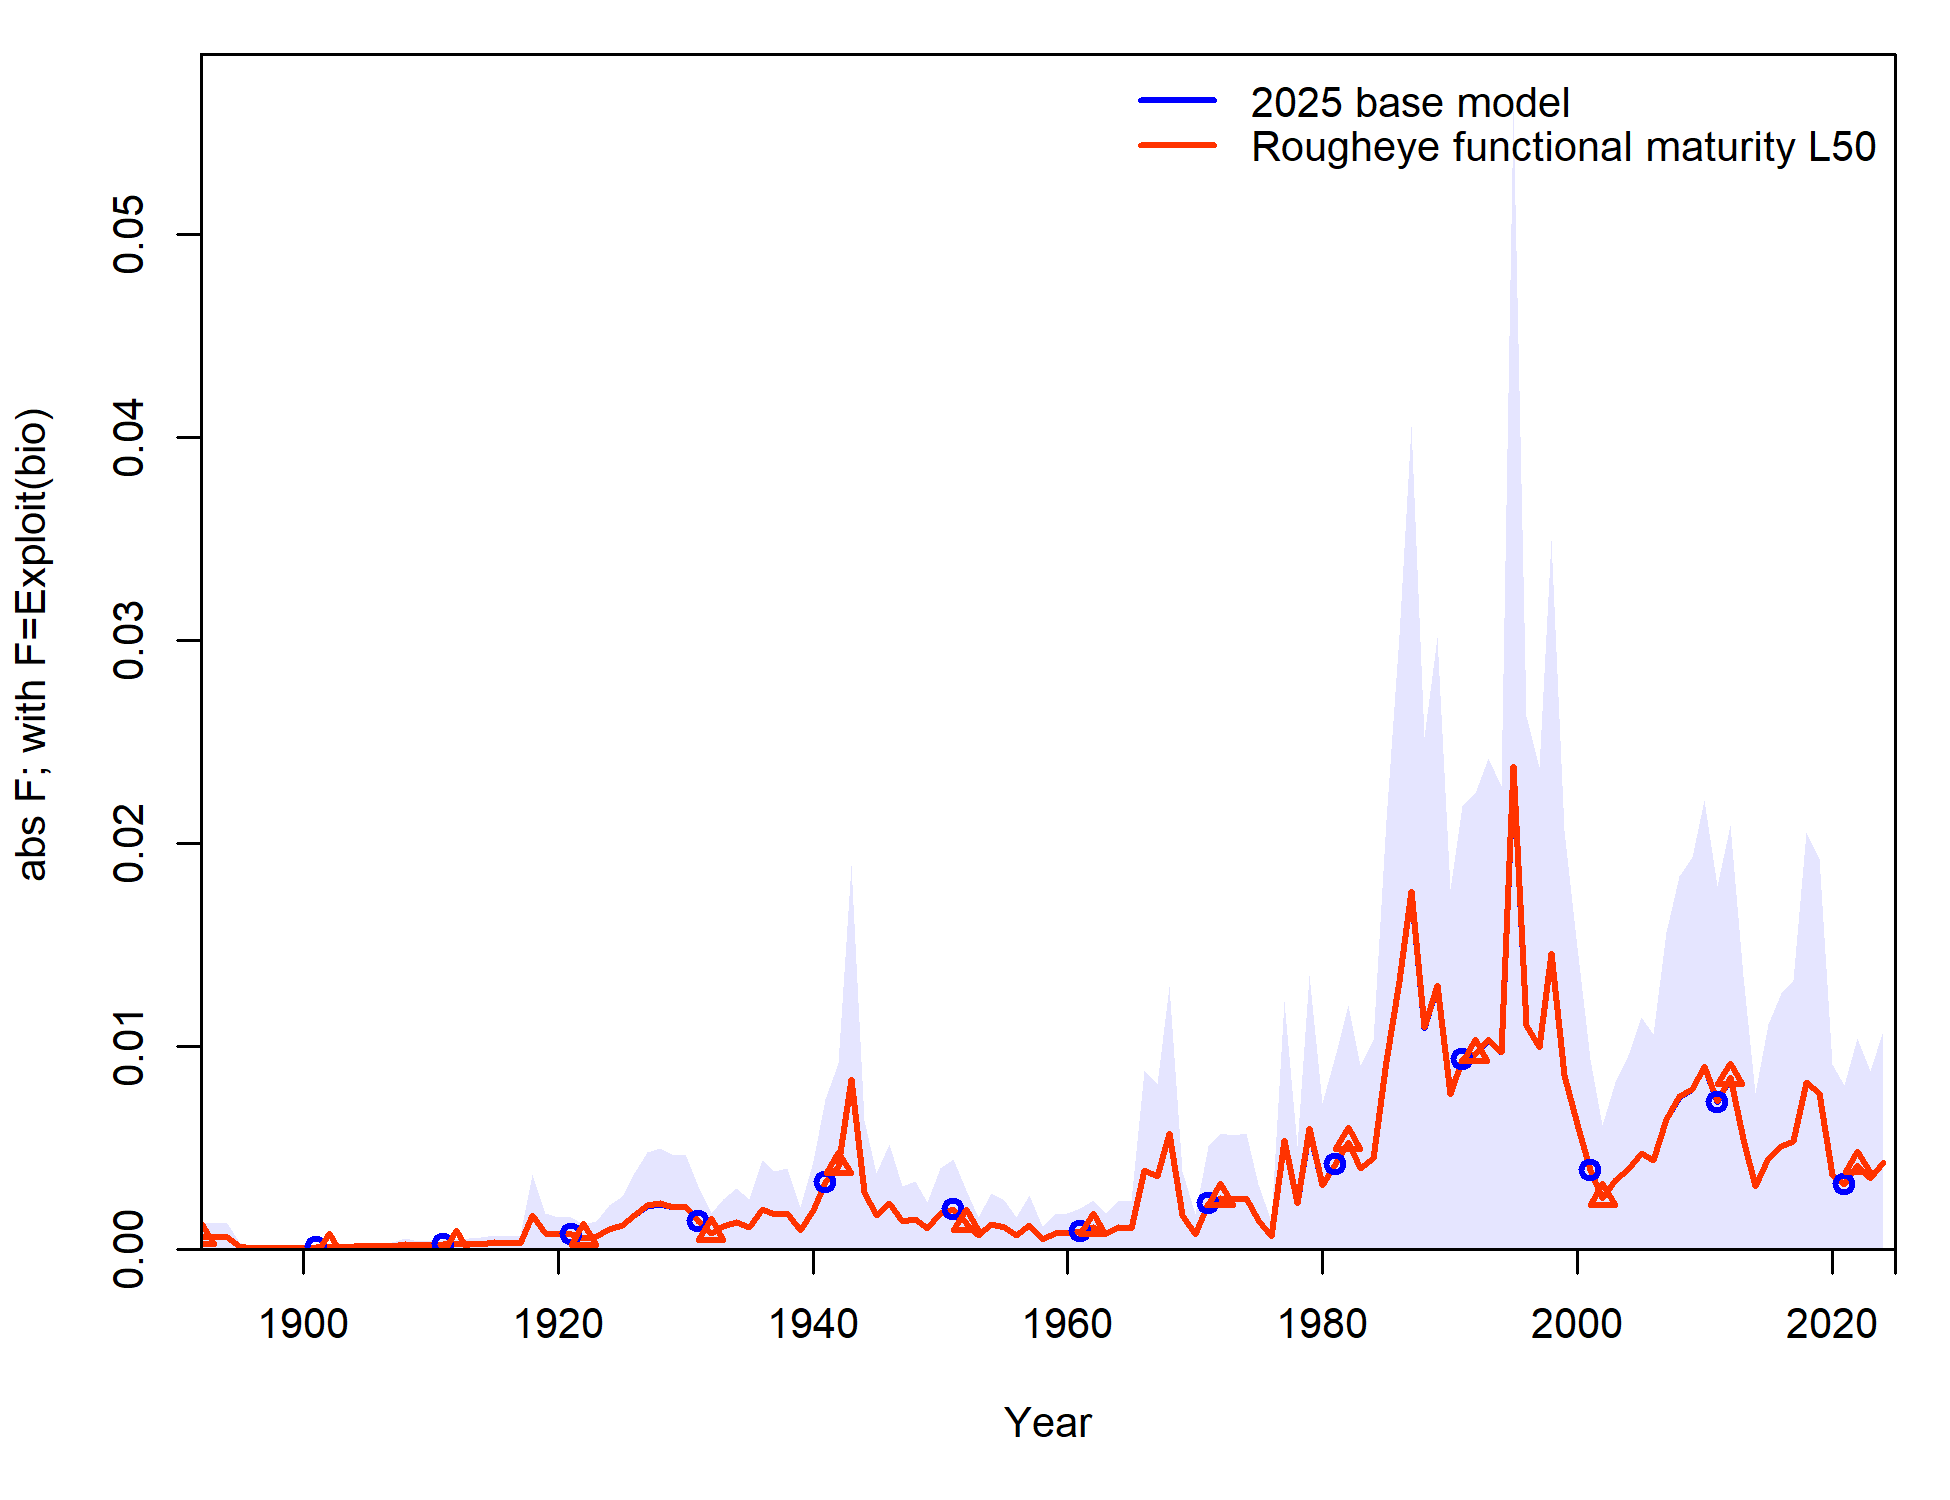 2025 base model
Rougheye functional maturity L50
abs F; with F=Exploit(bio)
0.05
0.04
0.03
0.02
0.01
0.00
1900 1920 1940 1960 1980 2000 2020
Year